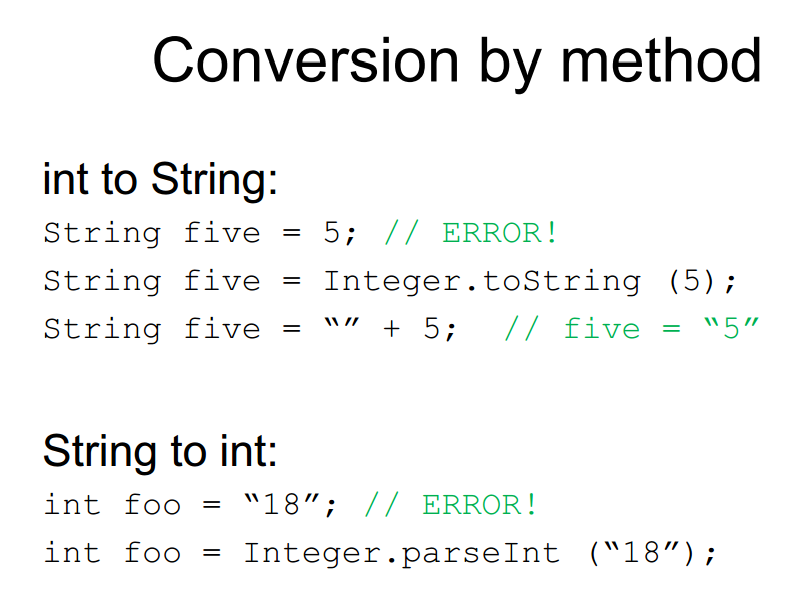 Conversion by method
int to String:
String five = 5; // ERROR!
String five = Integer.toString (5);
String five = “” + 5;  // five = “5”
String to int:
int foo = “18”; // ERROR!
int foo = Integer.parseInt (“18”);